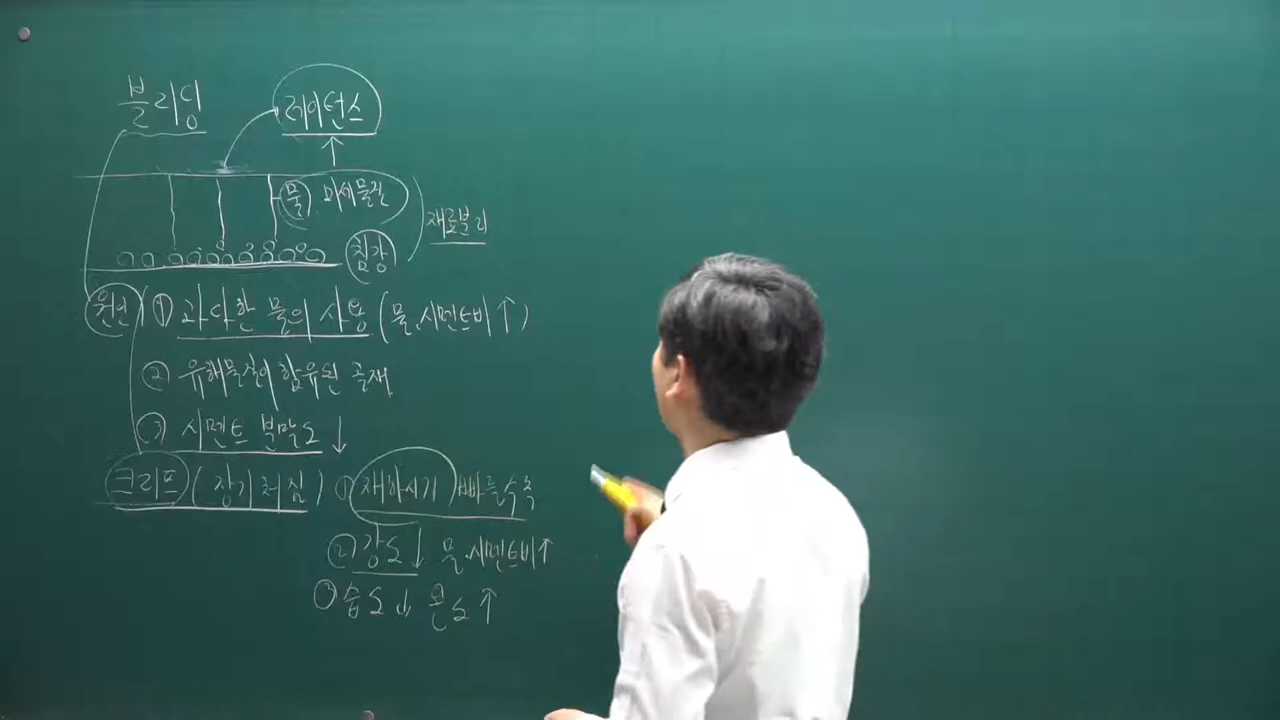 블리딩 레이턴스
물 미세물질
재료분리
침강
원인 ① 과다한 물의 사용 (물.시멘트비↑)
② 유해물질이 함유된 골재
③ 시멘트 분말도 ↓
크리프 (장기처짐) ① 재하시기 빠를수록
② 강도↓ 물.시멘트비↑
③ 습도↓ 온도↑